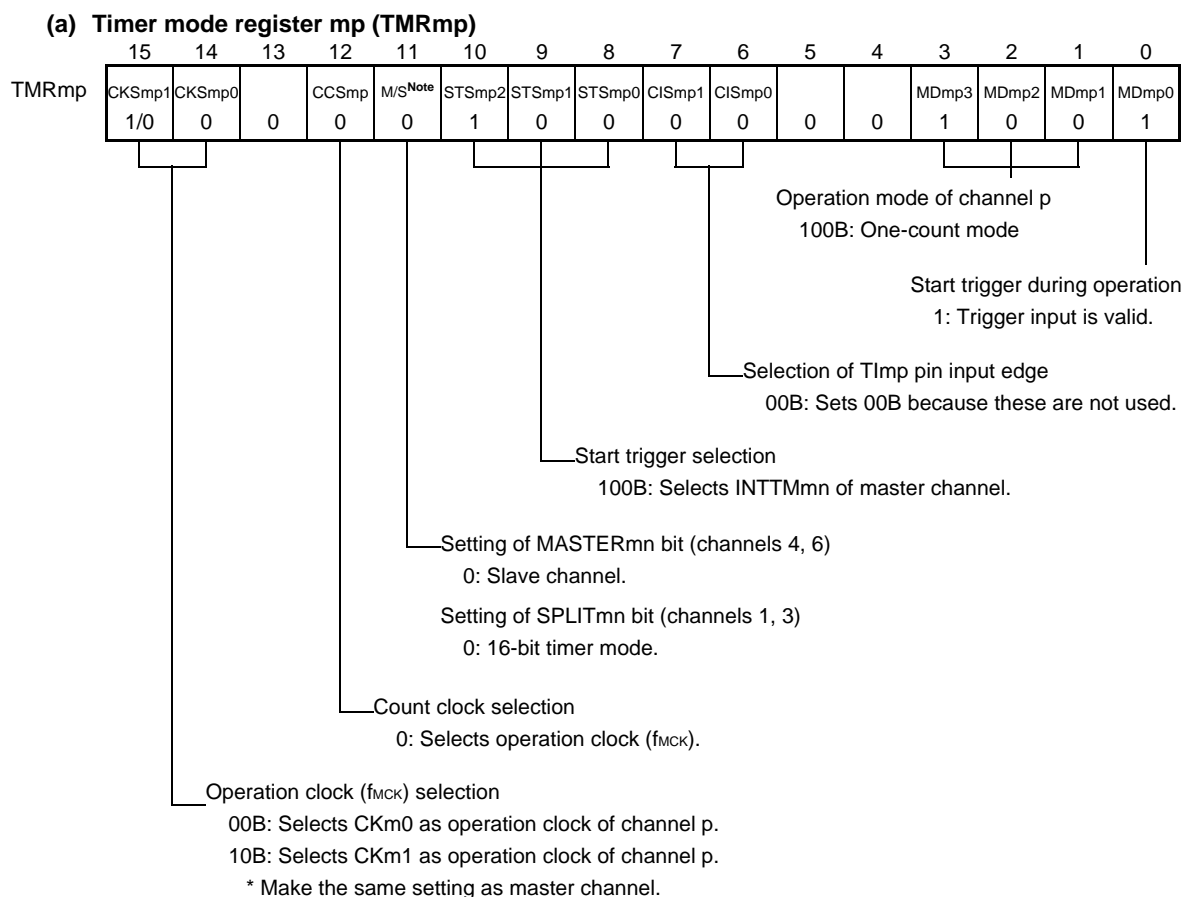 (a) Timer mode register mp (TMRmp)
15 14 13 12 11 10 9 8 7 6 5 4 3 2 1 0
TMRmp CKSmp1 CKSmp0 CCSmp M/SNote STSmp2 STSmp1 STSmp0 CISmp1 CISmp0 MDmp3 MDmp2 MDmp1 MDmp0
1/0 0 0 0 0 1 0 0 0 0 0 0 1 0 0 1
Operation mode of channel p
100B: One-count mode
Start trigger during operation
1: Trigger input is valid.
Selection of TImp pin input edge
00B: Sets 00B because these are not used.
Start trigger selection
100B: Selects INTTMmn of master channel.
Setting of MASTERmn bit (channels 4, 6)
0: Slave channel.
Setting of SPLITmn bit (channels 1, 3)
0: 16-bit timer mode.
Count clock selection
0: Selects operation clock (fMCK).
Operation clock (fMCK) selection
00B: Selects CKm0 as operation clock of channel p.
10B: Selects CKm1 as operation clock of channel p.
* Make the same setting as master channel.